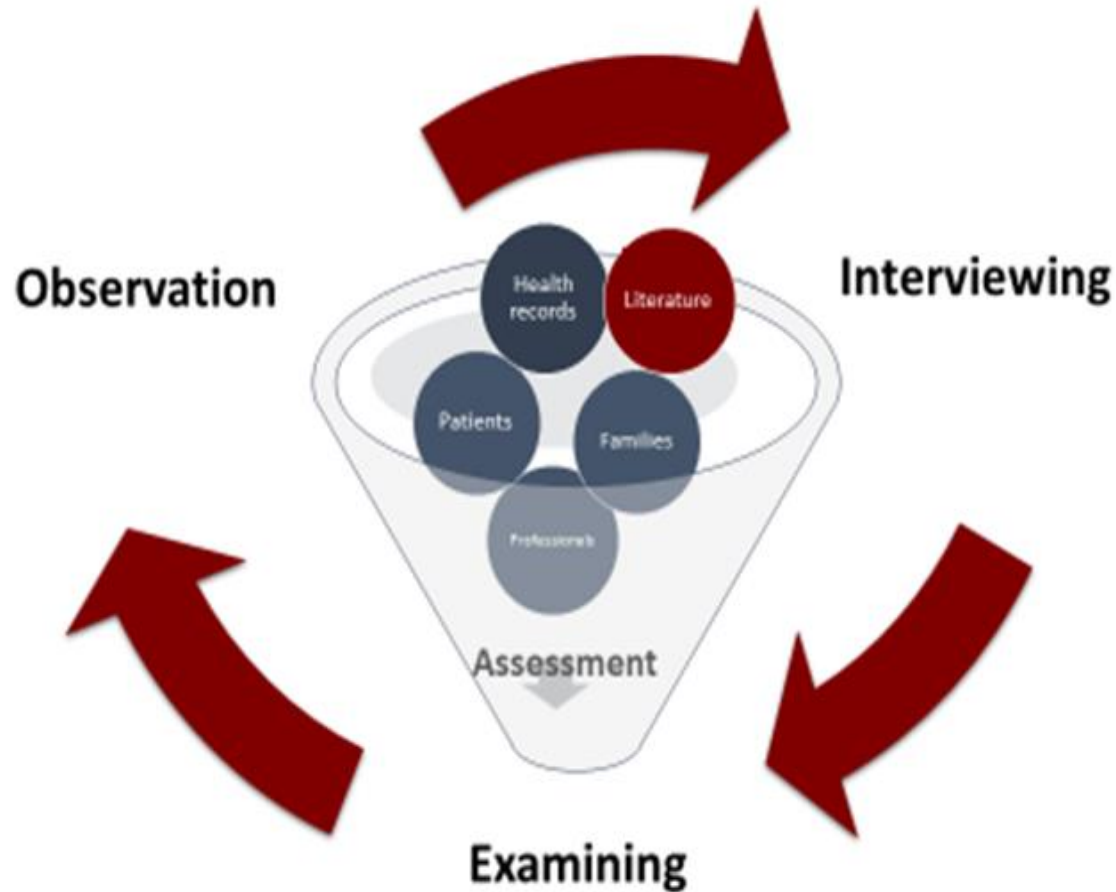 Observation
Interviewing
Health
records
Literature
Patients
Families
Professionals
Assessment
Examining